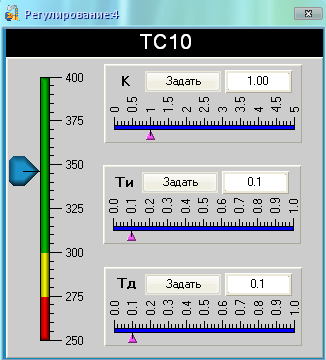 Регулирование:4
TC10
400
375
350
325
300
275
250
К Задать 1.00
0 0.5 1 1.5 2 2.5 3 3.5 4 4.5 5
Ти Задать 0.1
0.0 0.1 0.2 0.3 0.4 0.5 0.6 0.7 0.8 0.9 1.0
Тд Задать 0.1
0.0 0.1 0.2 0.3 0.4 0.5 0.6 0.7 0.8 0.9 1.0